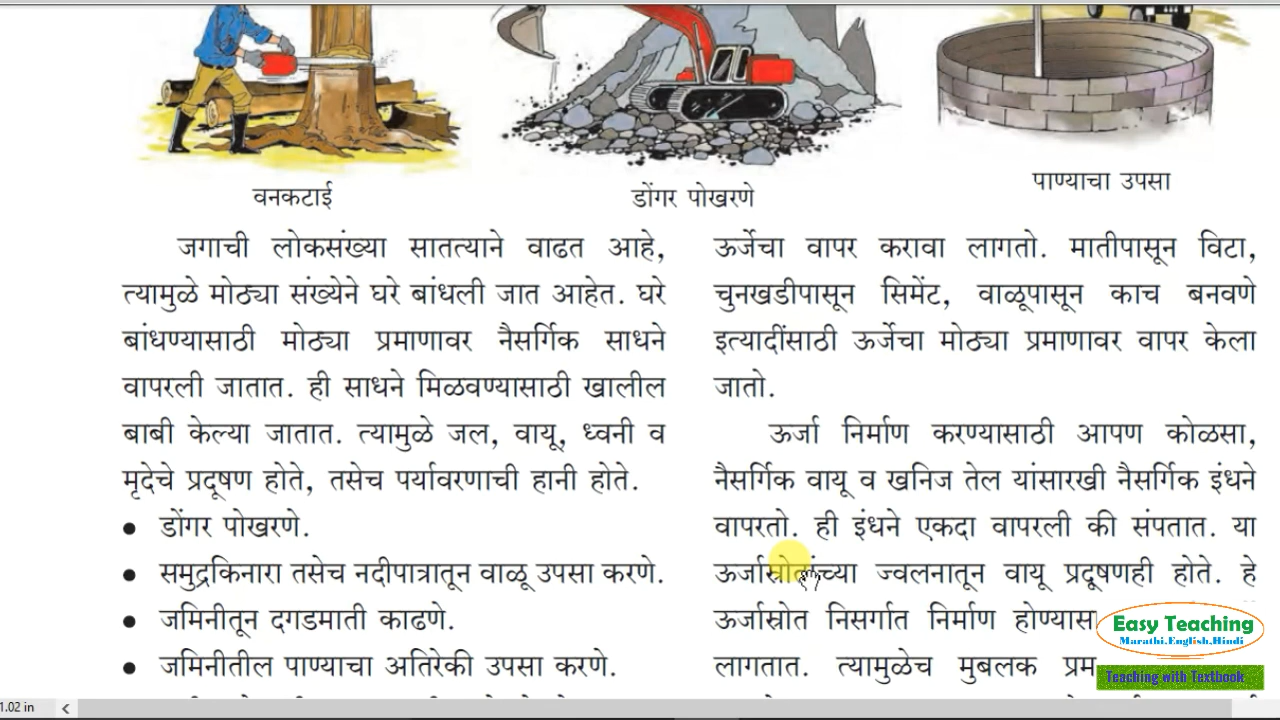 वनकटाई
डोंगर पोखरणे
पाण्याचा उपसा
जगाची लोकसंख्या सातत्याने वाढत आहे,
त्यामुळे मोठ्या संख्येने घरे बांधली जात आहेत. घरे
बांधण्यासाठी मोठ्या प्रमाणावर नैसर्गिक साधने
वापरली जातात. ही साधने मिळवण्यासाठी खालील
बाबी केल्या जातात. त्यामुळे जल, वायू, ध्वनी व
मृदेचे प्रदूषण होते, तसेच पर्यावरणाची हानी होते.
• डोंगर पोखरणे.
• समुद्रकिनारा तसेच नदीपात्रातून वाळू उपसा करणे.
• जमिनीतून दगडमाती काढणे.
• जमिनीतील पाण्याचा अतिरेकी उपसा करणे.
ऊर्जेचा वापर करावा लागतो. मातीपासून विटा,
चुनखडीपासून सिमेंट, वाळूपासून काच बनवणे
इत्यादींसाठी ऊर्जेचा मोठ्या प्रमाणावर वापर केला
जातो.
ऊर्जा निर्माण करण्यासाठी आपण कोळसा,
नैसर्गिक वायू व खनिज तेल यांसारखी नैसर्गिक इंधने
वापरतो. ही इंधने एकदा वापरली की संपतात. या
ऊर्जास्रोतांच्या ज्वलनातून वायू प्रदूषणही होते. हे
ऊर्जास्रोत निसर्गात निर्माण
लागतात. त्यामुळेच मुबलक
Easy Teaching
Marathi.English,Hindi
Teaching with Textbook
1.02 in